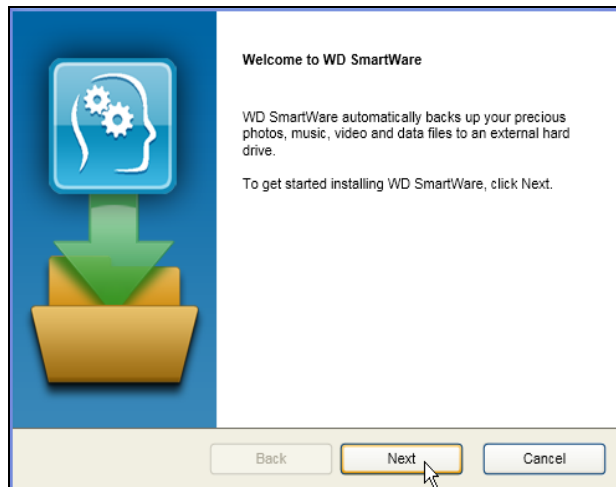 Welcome to WD SmartWare
WD SmartWare automatically backs up your precious
photos, music, video and data files to an external hard
drive.
To get started installing WD SmartWare, click Next.
Back
Next
Cancel